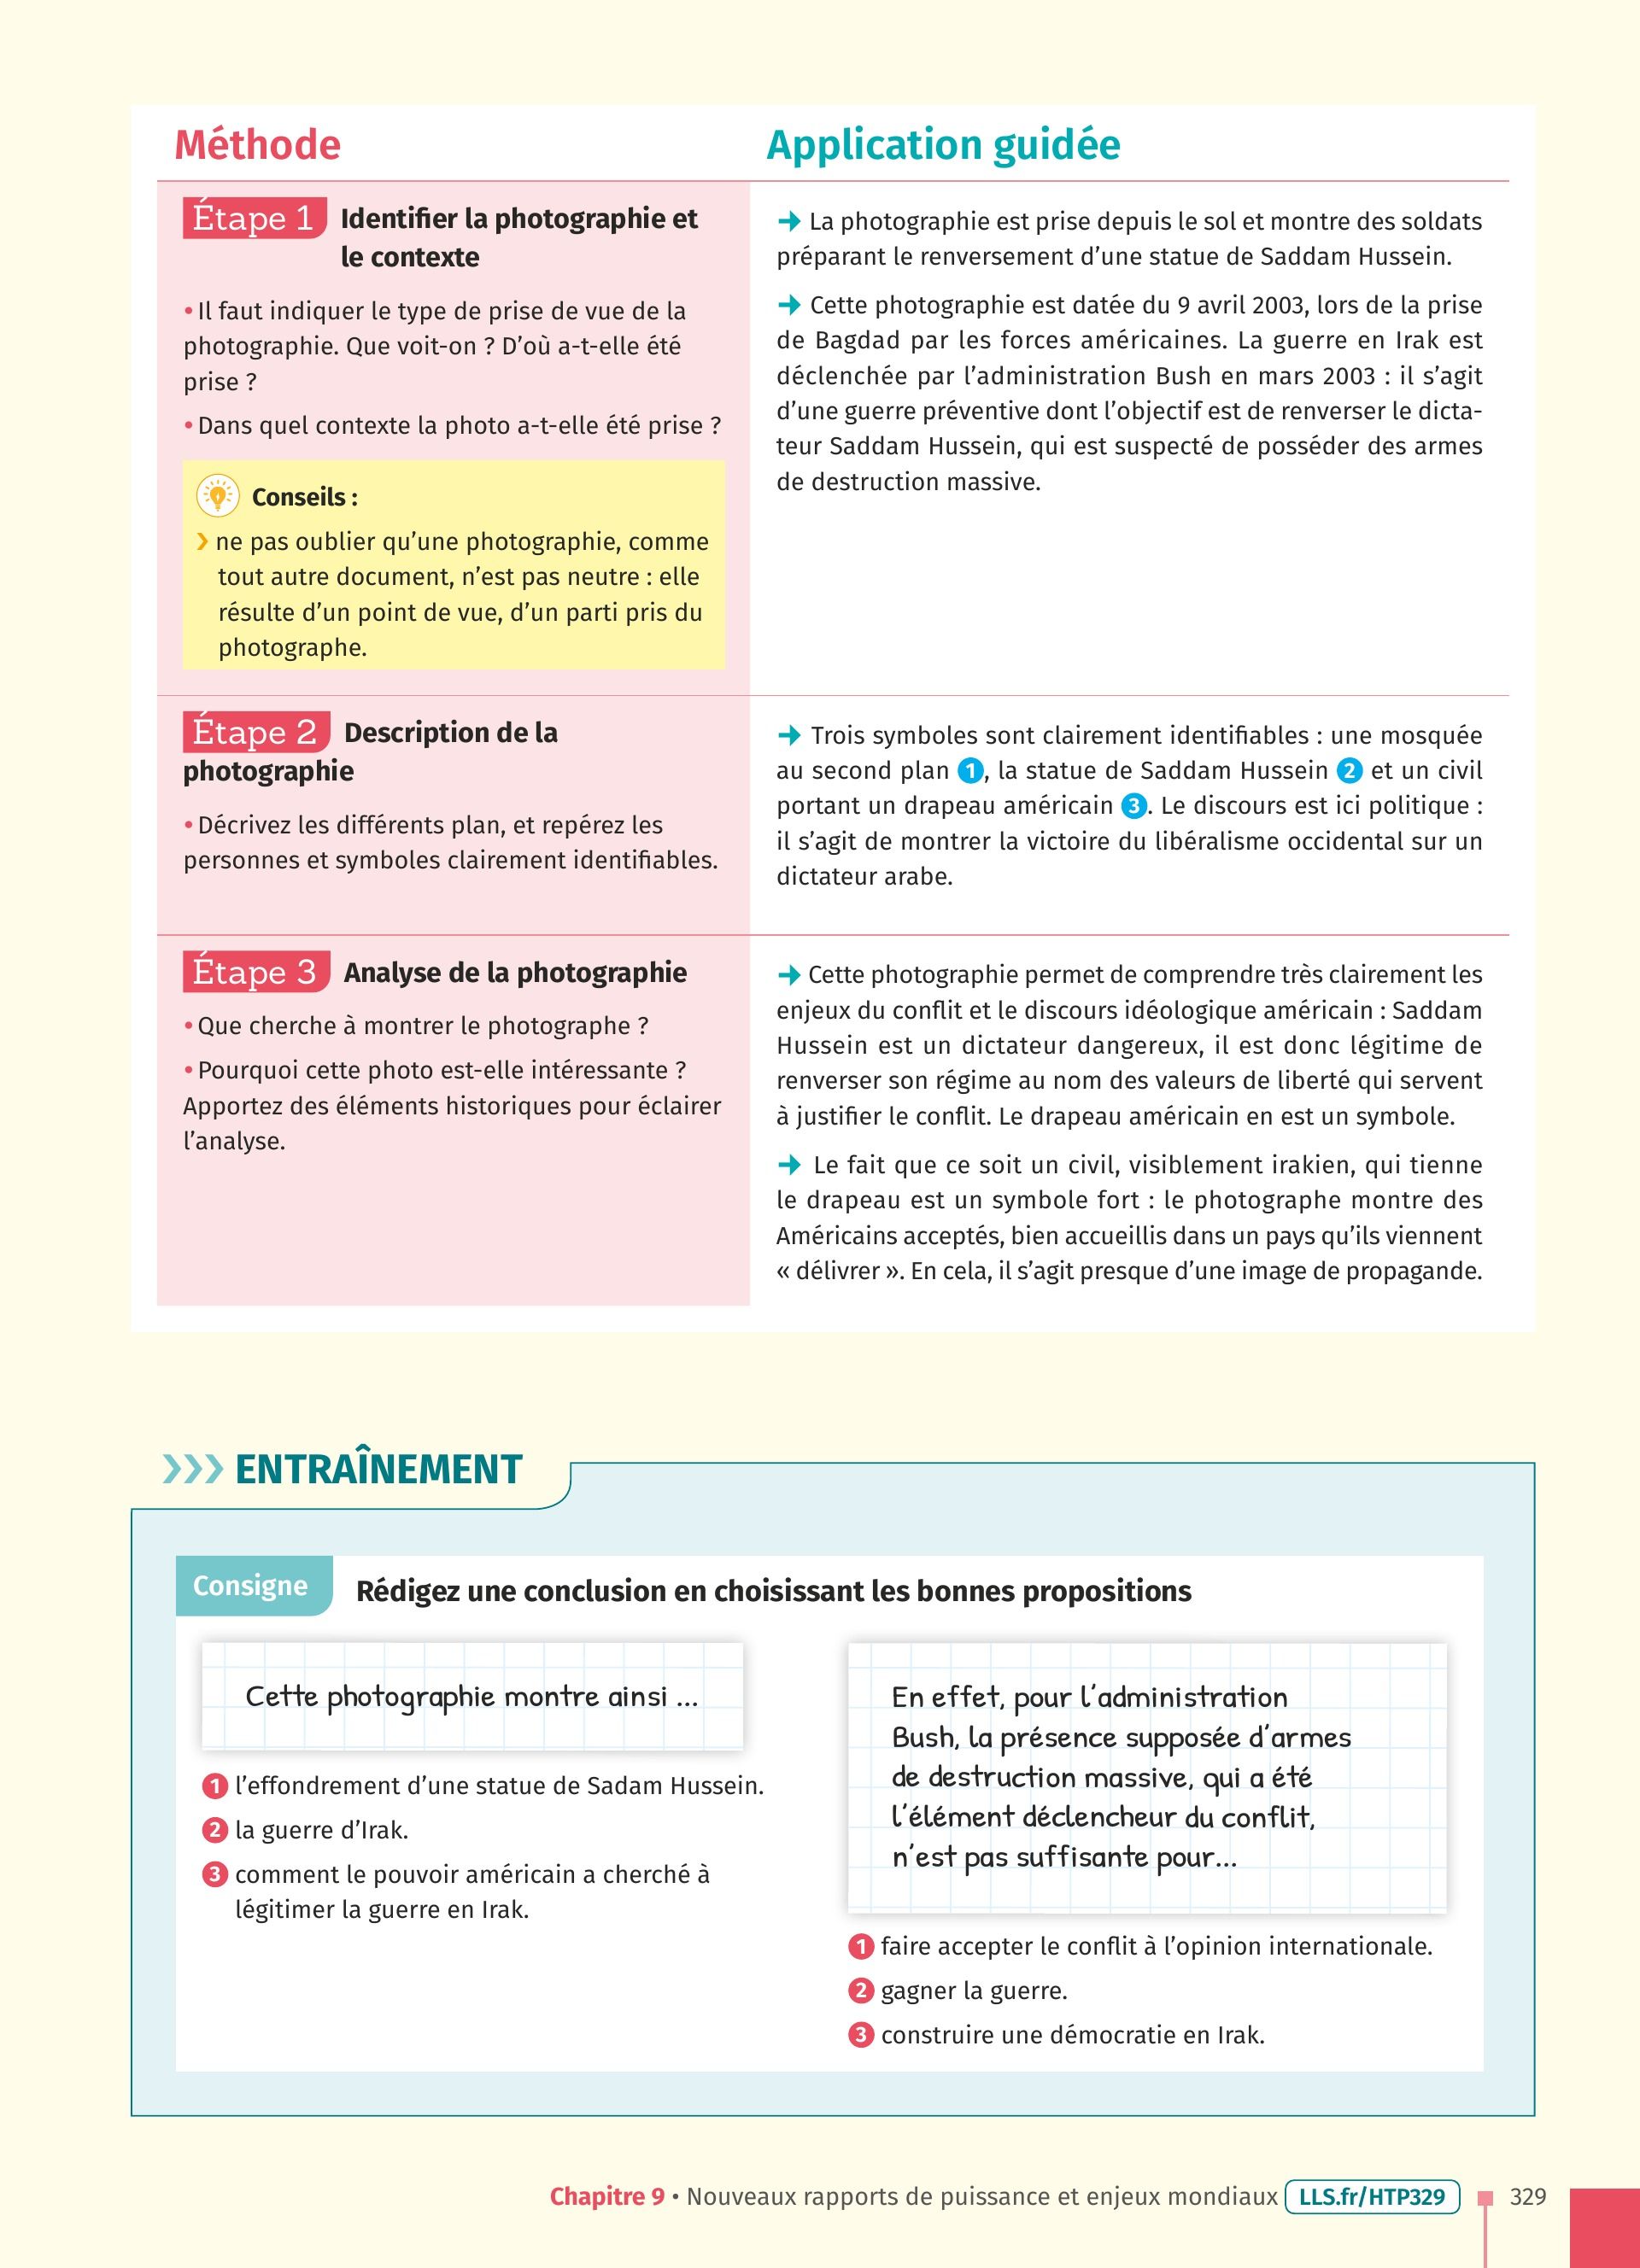 Méthode
Application guidée
Étape 1 Identifier la photographie et
le contexte
• Il faut indiquer le type de prise de vue de la
photographie. Que voit-on ? D’où a-t-elle été
prise ?
• Dans quel contexte la photo a-t-elle été prise ?
Conseils :
› ne pas oublier qu’une photographie, comme
tout autre document, n’est pas neutre : elle
résulte d’un point de vue, d’un parti pris du
photographe.
➜ La photographie est prise depuis le sol et montre des soldats
préparant le renversement d’une statue de Saddam Hussein.
➜ Cette photographie est datée du 9 avril 2003, lors de la prise
de Bagdad par les forces américaines. La guerre en Irak est
déclenchée par l’administration Bush en mars 2003 : il s’agit
d’une guerre préventive dont l’objectif est de renverser le dicta-
teur Saddam Hussein, qui est suspecté de posséder des armes
de destruction massive.
Étape 2 Description de la
photographie
• Décrivez les différents plan, et repérez les
personnes et symboles clairement identifiables.
➜ Trois symboles sont clairement identifiables : une mosquée
au second plan 1, la statue de Saddam Hussein 2 et un civil
portant un drapeau américain 3. Le discours est ici politique :
il s’agit de montrer la victoire du libéralisme occidental sur un
dictateur arabe.
Étape 3 Analyse de la photographie
• Que cherche à montrer le photographe ?
• Pourquoi cette photo est-elle intéressante ?
Apportez des éléments historiques pour éclairer
l’analyse.
➜ Cette photographie permet de comprendre très clairement les
enjeux du conflit et le discours idéologique américain : Saddam
Hussein est un dictateur dangereux, il est donc légitime de
renverser son régime au nom des valeurs de liberté qui servent
à justifier le conflit. Le drapeau américain en est un symbole.
➜ Le fait que ce soit un civil, visiblement irakien, qui tienne
le drapeau est un symbole fort : le photographe montre des
Américains acceptés, bien accueillis dans un pays qu’ils viennent
« délivrer ». En cela, il s’agit presque d’une image de propagande.
››› ENTRAÎNEMENT
Consigne Rédigez une conclusion en choisissant les bonnes propositions
Cette photographie montre ainsi ...
1 l’effondrement d’une statue de Sadam Hussein.
2 la guerre d’Irak.
3 comment le pouvoir américain a cherché à
légitimer la guerre en Irak.
En effet, pour l’administration
Bush, la présence supposée d’armes
de destruction massive, qui a été
l’élément déclencheur du conflit,
n’est pas suffisante pour...
1 faire accepter le conflit à l’opinion internationale.
2 gagner la guerre.
3 construire une démocratie en Irak.
Chapitre 9 • Nouveaux rapports de puissance et enjeux mondiaux LLS.fr/HTP329 329